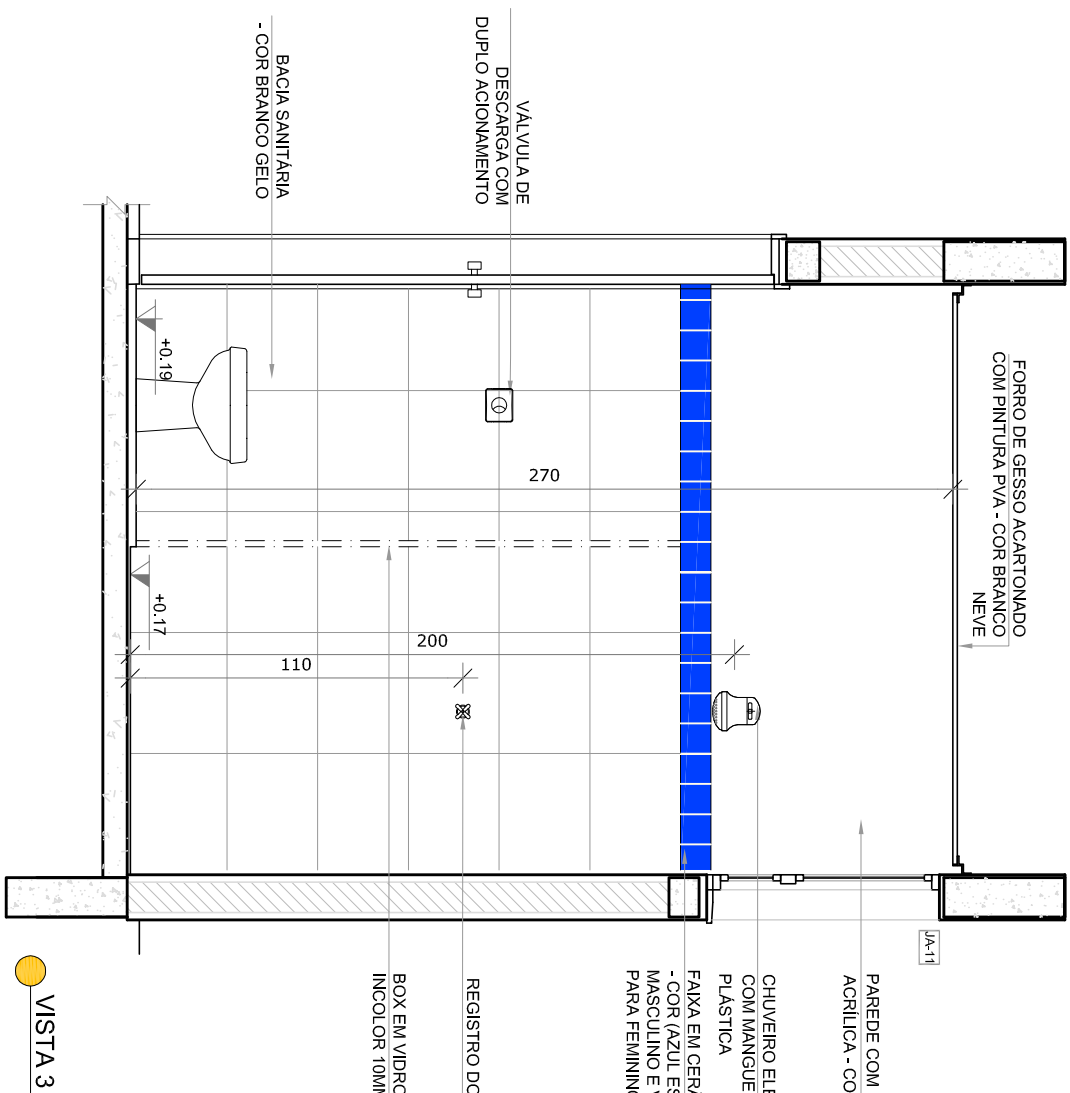 FORRO DE GESSO ACARTONADO
COM PINTURA PVA - COR BRANCO
NEVE
VÁLVULA DE
DESCARGA COM
DUPLO ACIONAMENTO
BACIA SANITÁRIA
- COR BRANCO GELO
JA-11
PAREDE COM
ACRÍLICA - CO
CHUVEIRO ELE
COM MANGUE
PLÁSTICA
FAIXA EM CERÂ
- COR (AZUL ES
MASCULINO E V
PARA FEMININO
REGISTRO DO
BOX EM VIDRO
INCOLOR 10MM
270
200
110
+0.19
+0.17
VISTA 3